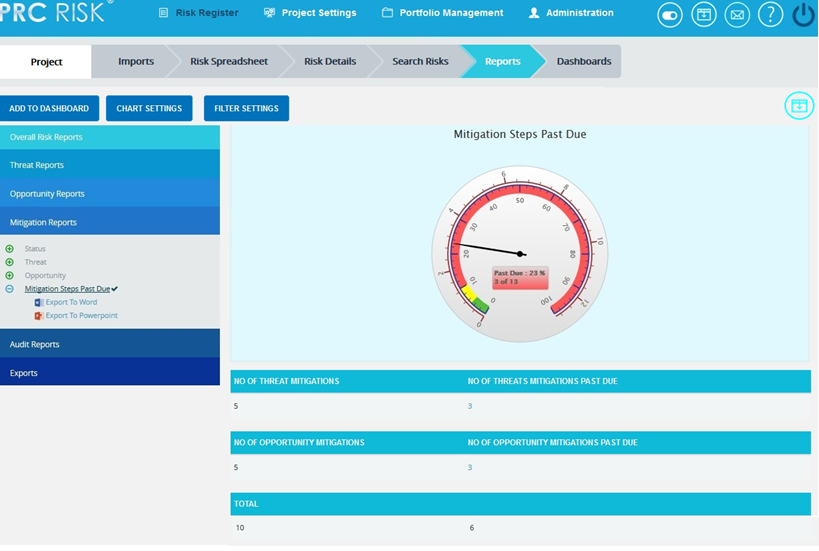 PRC RISK®
Risk Register Project Settings Portfolio Management Administration
Project Imports Risk Spreadsheet Risk Details Search Risks Reports Dashboards
ADD TO DASHBOARD CHART SETTINGS FILTER SETTINGS
Overall Risk Reports
Threat Reports
Opportunity Reports
Mitigation Reports
Status
Threat
Opportunity
Mitigation Steps Past Due
Export To Word
Export To Powerpoint
Audit Reports
Exports
Mitigation Steps Past Due
0 2 4 6 8 10 12
0 10 20 30 40 50 60 70 80 90 100
Past Due : 23 %
3 of 13
NO OF THREAT MITIGATIONS NO OF THREATS MITIGATIONS PAST DUE
5 3
NO OF OPPORTUNITY MITIGATIONS NO OF OPPORTUNITY MITIGATIONS PAST DUE
5 3
TOTAL
10 6